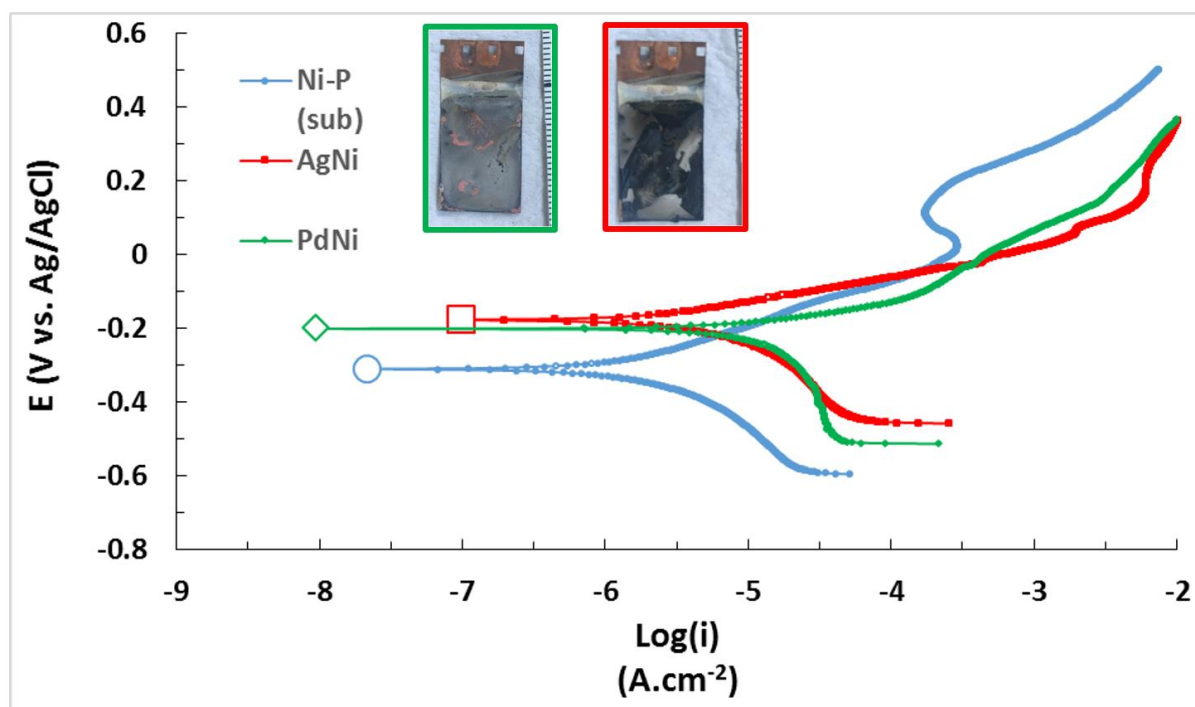 0.6
0.4
0.2
0
-0.2
-0.4
-0.6
-0.8
E (V vs. Ag/AgCl)
Ni-P
(sub)
AgNi
PdNi
-9 -8 -7 -6 -5 -4 -3 -2
Log(i)
(A.cm-2)